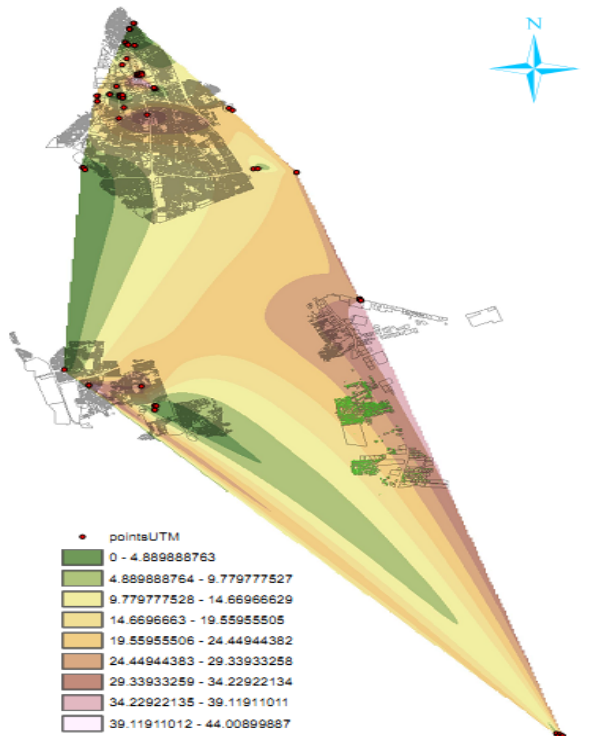 N
pointsUTM
0 - 4.889888763
4.889888764 - 9.779777527
9.779777528 - 14.66966629
14.6696663 - 19.55955505
19.55955506 - 24.44944382
24.44944383 - 29.33933258
29.33933259 - 34.22922134
34.22922135 - 39.11911011
39.11911012 - 44.00899887